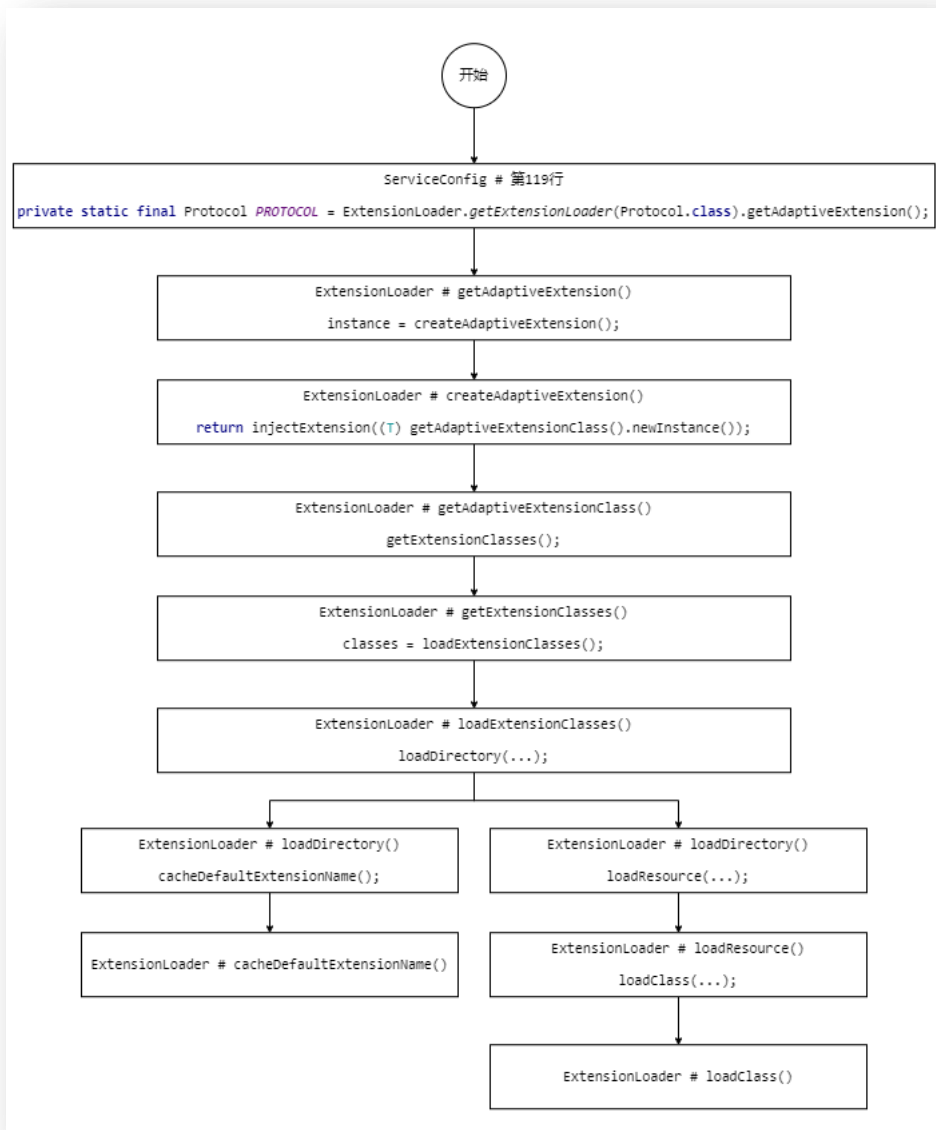 开始
ServiceConfig # 第119行
private static final Protocol PROTOCOL = ExtensionLoader.getExtensionLoader(Protocol.class).getAdaptiveExtension();
ExtensionLoader # getAdaptiveExtension()
instance = createAdaptiveExtension();
ExtensionLoader # createAdaptiveExtension()
return injectExtension((T) getAdaptiveExtensionClass().newInstance());
ExtensionLoader # getAdaptiveExtensionClass()
getExtensionClasses();
ExtensionLoader # getExtensionClasses()
classes = loadExtensionClasses();
ExtensionLoader # loadExtensionClasses()
loadDirectory(...);
ExtensionLoader # loadDirectory()
cacheDefaultExtensionName();
ExtensionLoader # cacheDefaultExtensionName()
ExtensionLoader # loadDirectory()
loadResource(...);
ExtensionLoader # loadResource()
loadClass(...);
ExtensionLoader # loadClass()